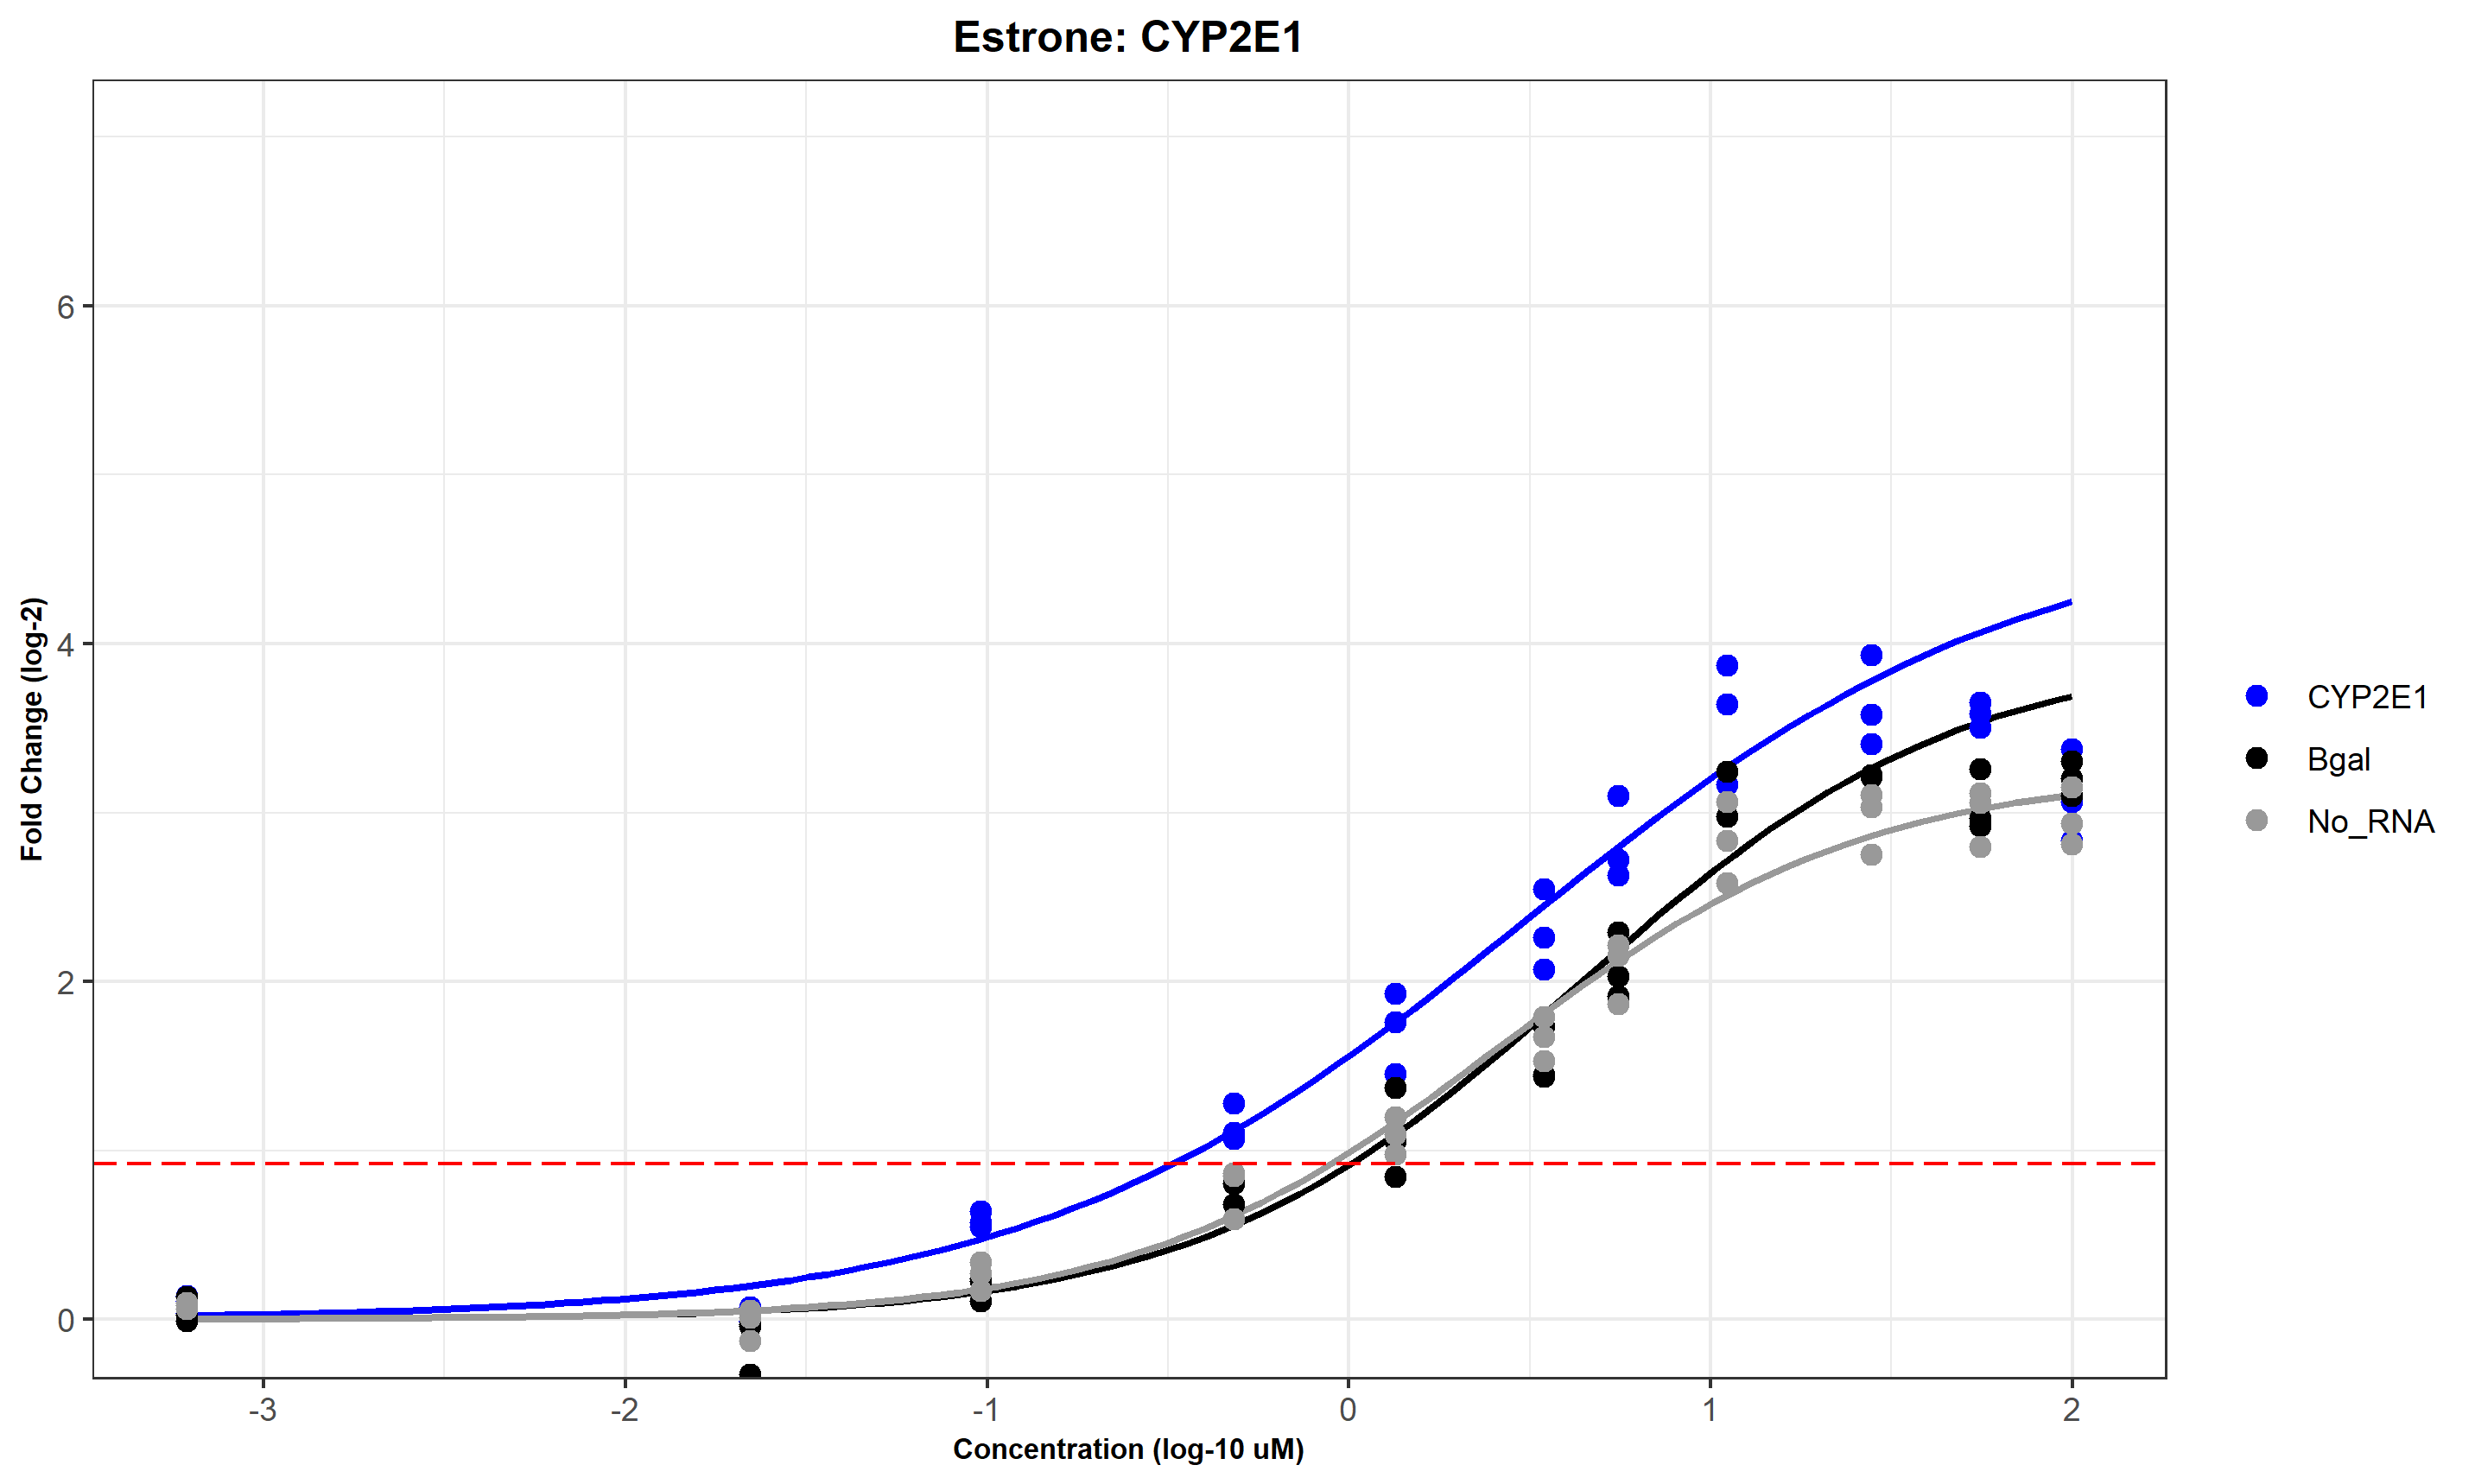 Estrone: CYP2E1
Fold Change (log-2)
6
4
2
0
-3 -2 -1 0 1 2
Concentration (log-10 uM)
CYP2E1
Bgal
No_RNA